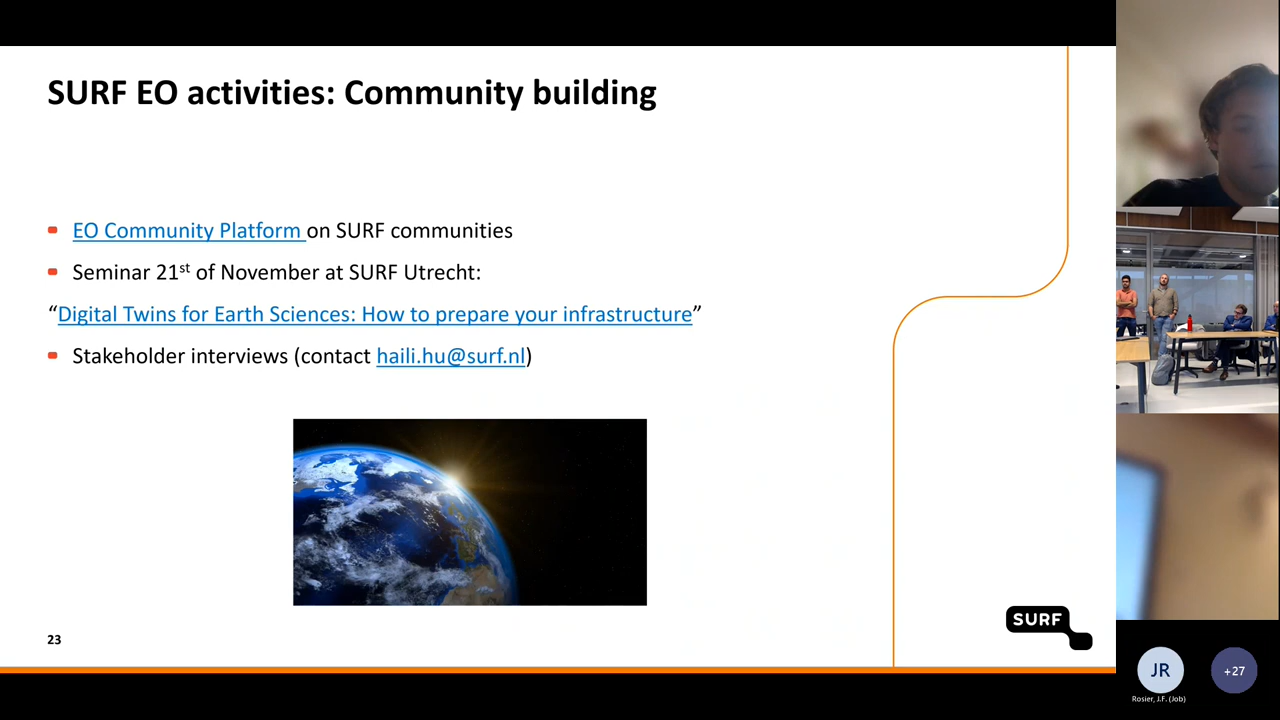 SURF EO activities: Community building
EO Community Platform on SURF communities
Seminar 21st of November at SURF Utrecht:
“Digital Twins for Earth Sciences: How to prepare your infrastructure”
Stakeholder interviews (contact haili.hu@surf.nl)
23
SURF
JR
+27
Rosier, J.F. (Job)